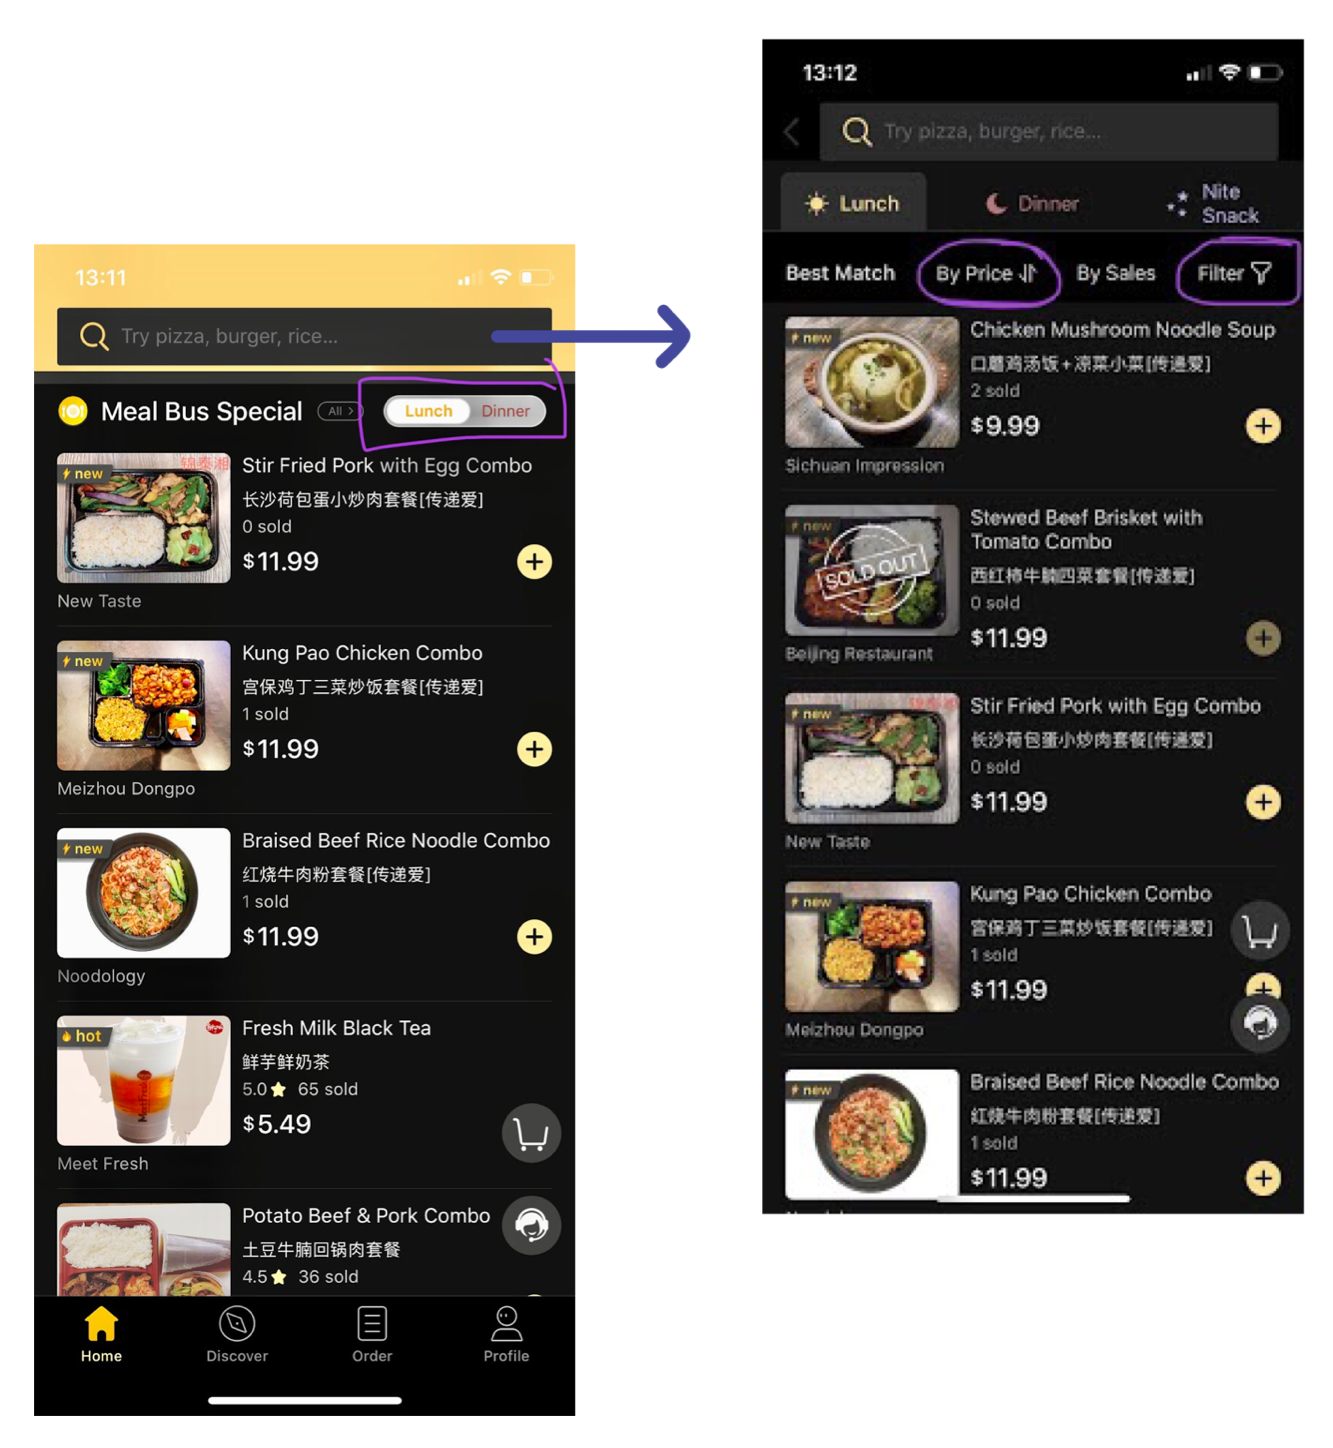 13:11
Try pizza, burger, rice...
Meal Bus Special
All >
Lunch
Dinner
new
Stir Fried Pork with Egg Combo
长沙荷包蛋小炒肉套餐[传递爱]
0 sold
$11.99
New Taste
new
Kung Pao Chicken Combo
宫保鸡丁三菜炒饭套餐[传递爱]
1 sold
$11.99
Meizhou Dongpo
new
Braised Beef Rice Noodle Combo
红烧牛肉粉套餐[传递爱]
1 sold
$11.99
Noodology
hot
Fresh Milk Black Tea
鲜芋鲜奶茶
5.0 65 sold
$5.49
Meet Fresh
Potato Beef & Pork Combo
土豆牛腩回锅肉套餐
4.5 36 sold
Home
Discover
Order
Profile
13:12
Try pizza, burger, rice...
Lunch
Dinner
Nite
Snack
Best Match
By Price
By Sales
Filter
new
Chicken Mushroom Noodle Soup
口蘑鸡汤饭+凉菜小菜[传递爱]
2 sold
$9.99
Sichuan Impression
new
SOLD OUT
Stewed Beef Brisket with
Tomato Combo
西红柿牛腩四菜套餐[传递爱]
0 sold
$11.99
Beijing Restaurant
new
Stir Fried Pork with Egg Combo
长沙荷包蛋小炒肉套餐[传递爱]
0 sold
$11.99
New Taste
new
Kung Pao Chicken Combo
宫保鸡丁三菜炒饭套餐[传递爱]
1 sold
$11.99
Meizhou Dongpo
new
Braised Beef Rice Noodle Combo
红烧牛肉粉套餐[传递爱]
1 sold
$11.99